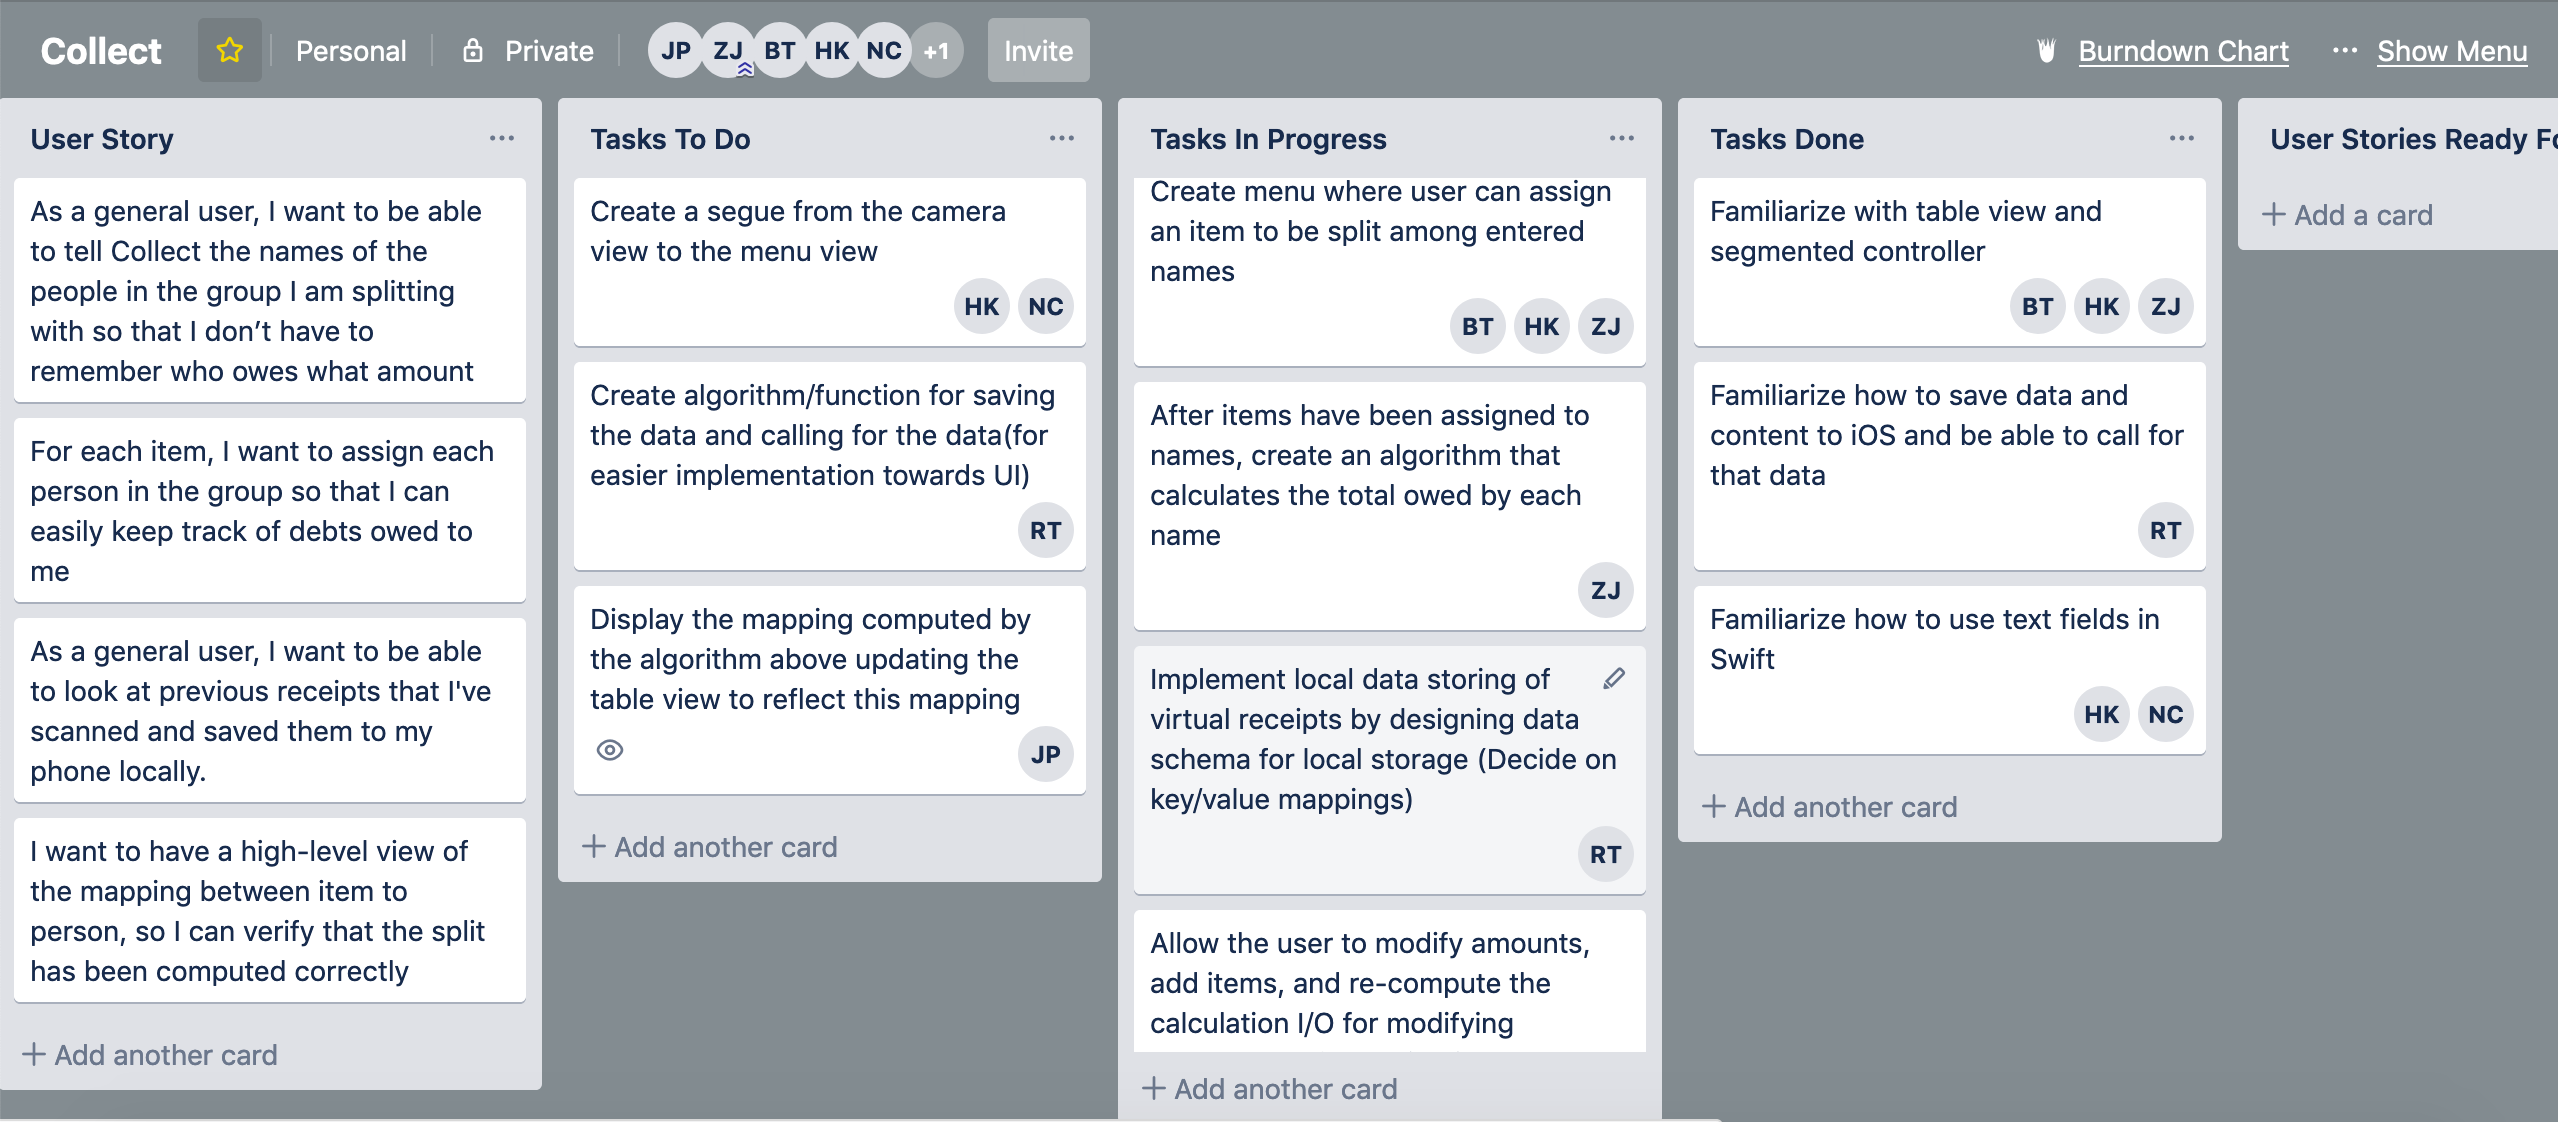 Collect
Personal
Private
JP ZJ BT HK NC +1
Invite
Burndown Chart
Show Menu
User Story
As a general user, I want to be able
to tell Collect the names of the
people in the group I am splitting
with so that I don’t have to
remember who owes what amount
For each item, I want to assign each
person in the group so that I can
easily keep track of debts owed to
me
As a general user, I want to be able
to look at previous receipts that I've
scanned and saved them to my
phone locally.
I want to have a high-level view of
the mapping between item to
person, so I can verify that the split
has been computed correctly
+ Add another card
Tasks To Do
Create a segue from the camera
view to the menu view
HK NC
Create algorithm/function for saving
the data and calling for the data(for
easier implementation towards UI)
RT
Display the mapping computed by
the algorithm above updating the
table view to reflect this mapping
JP
+ Add another card
Tasks In Progress
Create menu where user can assign
an item to be split among entered
names
BT HK ZJ
After items have been assigned to
names, create an algorithm that
calculates the total owed by each
name
ZJ
Implement local data storing of
virtual receipts by designing data
schema for local storage (Decide on
key/value mappings)
RT
Allow the user to modify amounts,
add items, and re-compute the
calculation I/O for modifying
+ Add another card
Tasks Done
Familiarize with table view and
segmented controller
BT HK ZJ
Familiarize how to save data and
content to iOS and be able to call for
that data
RT
Familiarize how to use text fields in
Swift
HK NC
+ Add another card
User Stories Ready
+ Add a card